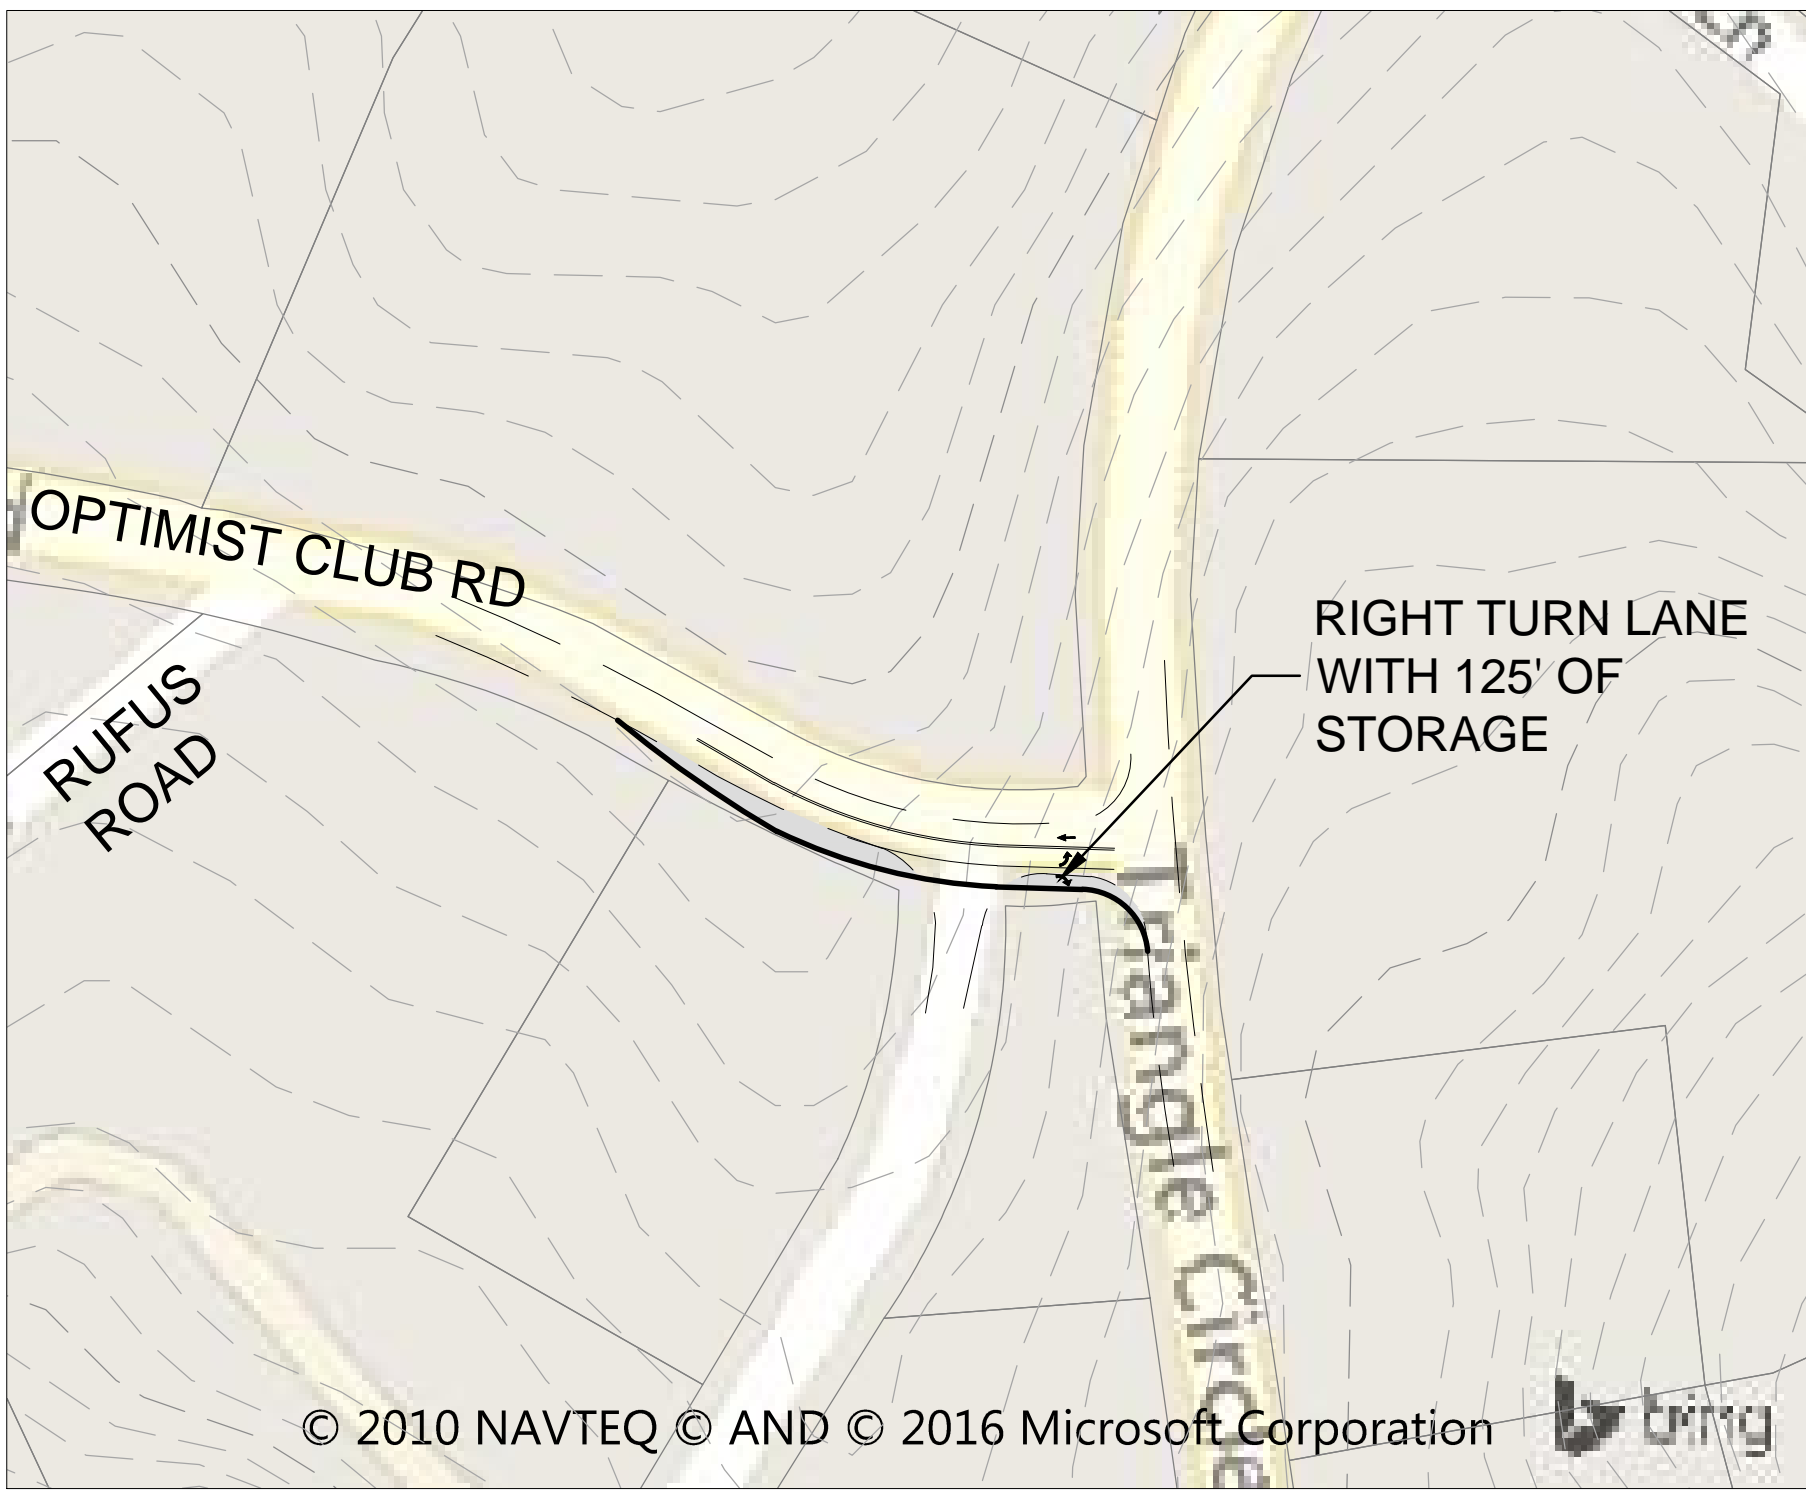 OPTIMIST CLUB RD
RUFUS
ROAD
RIGHT TURN LANE
WITH 125' OF
STORAGE
Triangle Circle
© 2010 NAVTEQ © AND © 2016 Microsoft Corporation
bing